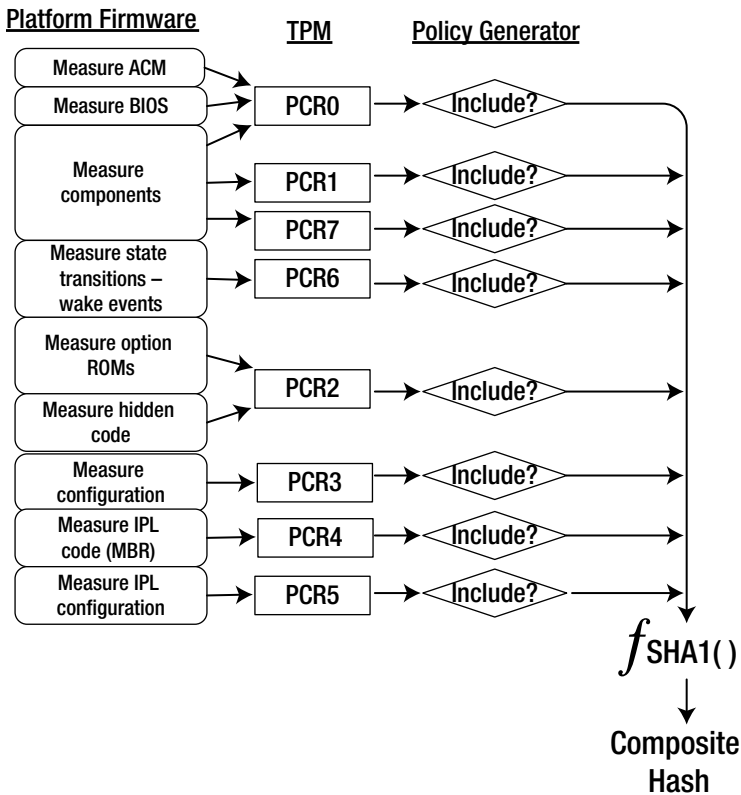 Platform Firmware
TPM
Policy Generator
Measure ACM
Measure BIOS
PCR0
Include?
Measure
components
PCR1
Include?
PCR7
Include?
Measure state
transitions –
wake events
PCR6
Include?
Measure option
ROMs
Measure hidden
code
PCR2
Include?
Measure
configuration
PCR3
Include?
Measure IPL
code (MBR)
PCR4
Include?
Measure IPL
configuration
PCR5
Include?
ƒSHA1( )
Composite
Hash